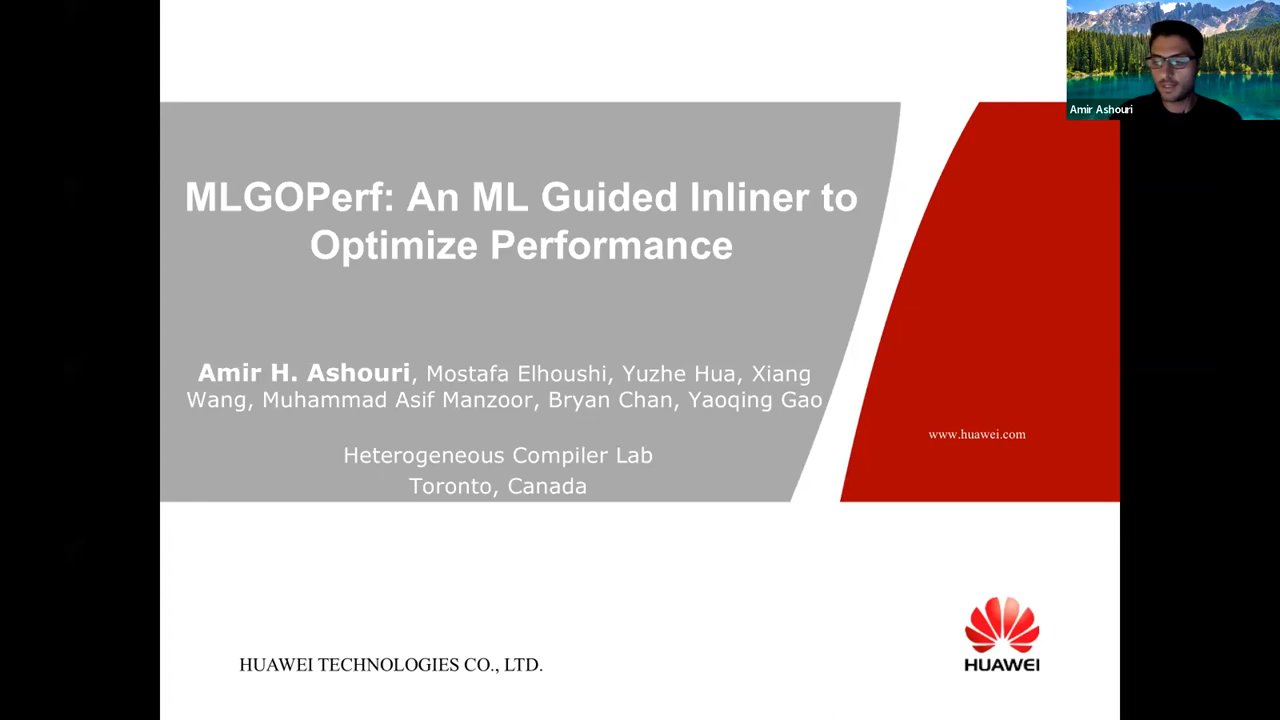 Amir Ashouri
MLGOPerf: An ML Guided Inliner to
Optimize Performance
Amir H. Ashouri, Mostafa Elhoushi, Yuzhe Hua, Xiang
Wang, Muhammad Asif Manzoor, Bryan Chan, Yaoqing Gao
Heterogeneous Compiler Lab
Toronto, Canada
www.huawei.com
HUAWEI TECHNOLOGIES CO., LTD.
HUAWEI